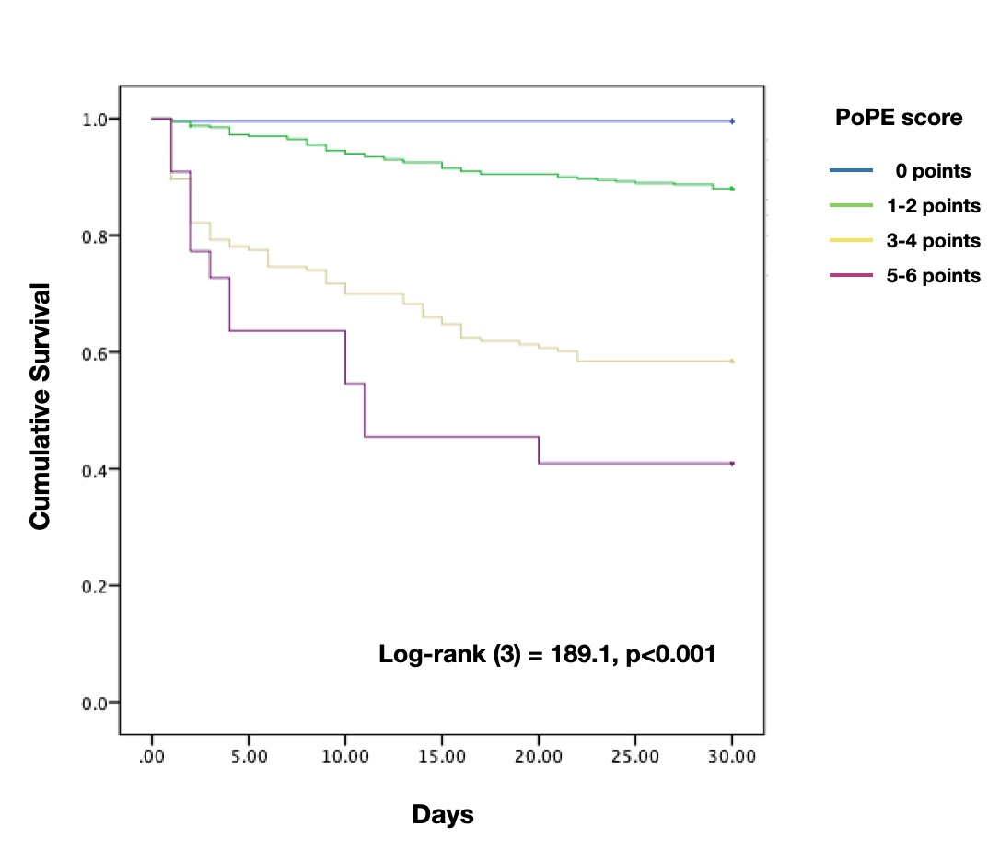 PoPE score
0 points
1-2 points
3-4 points
5-6 points
Cumulative Survival
1.0
0.8
0.6
0.4
0.2
0.0
Log-rank (3) = 189.1, p<0.001
.00 5.00 10.00 15.00 20.00 25.00 30.00
Days